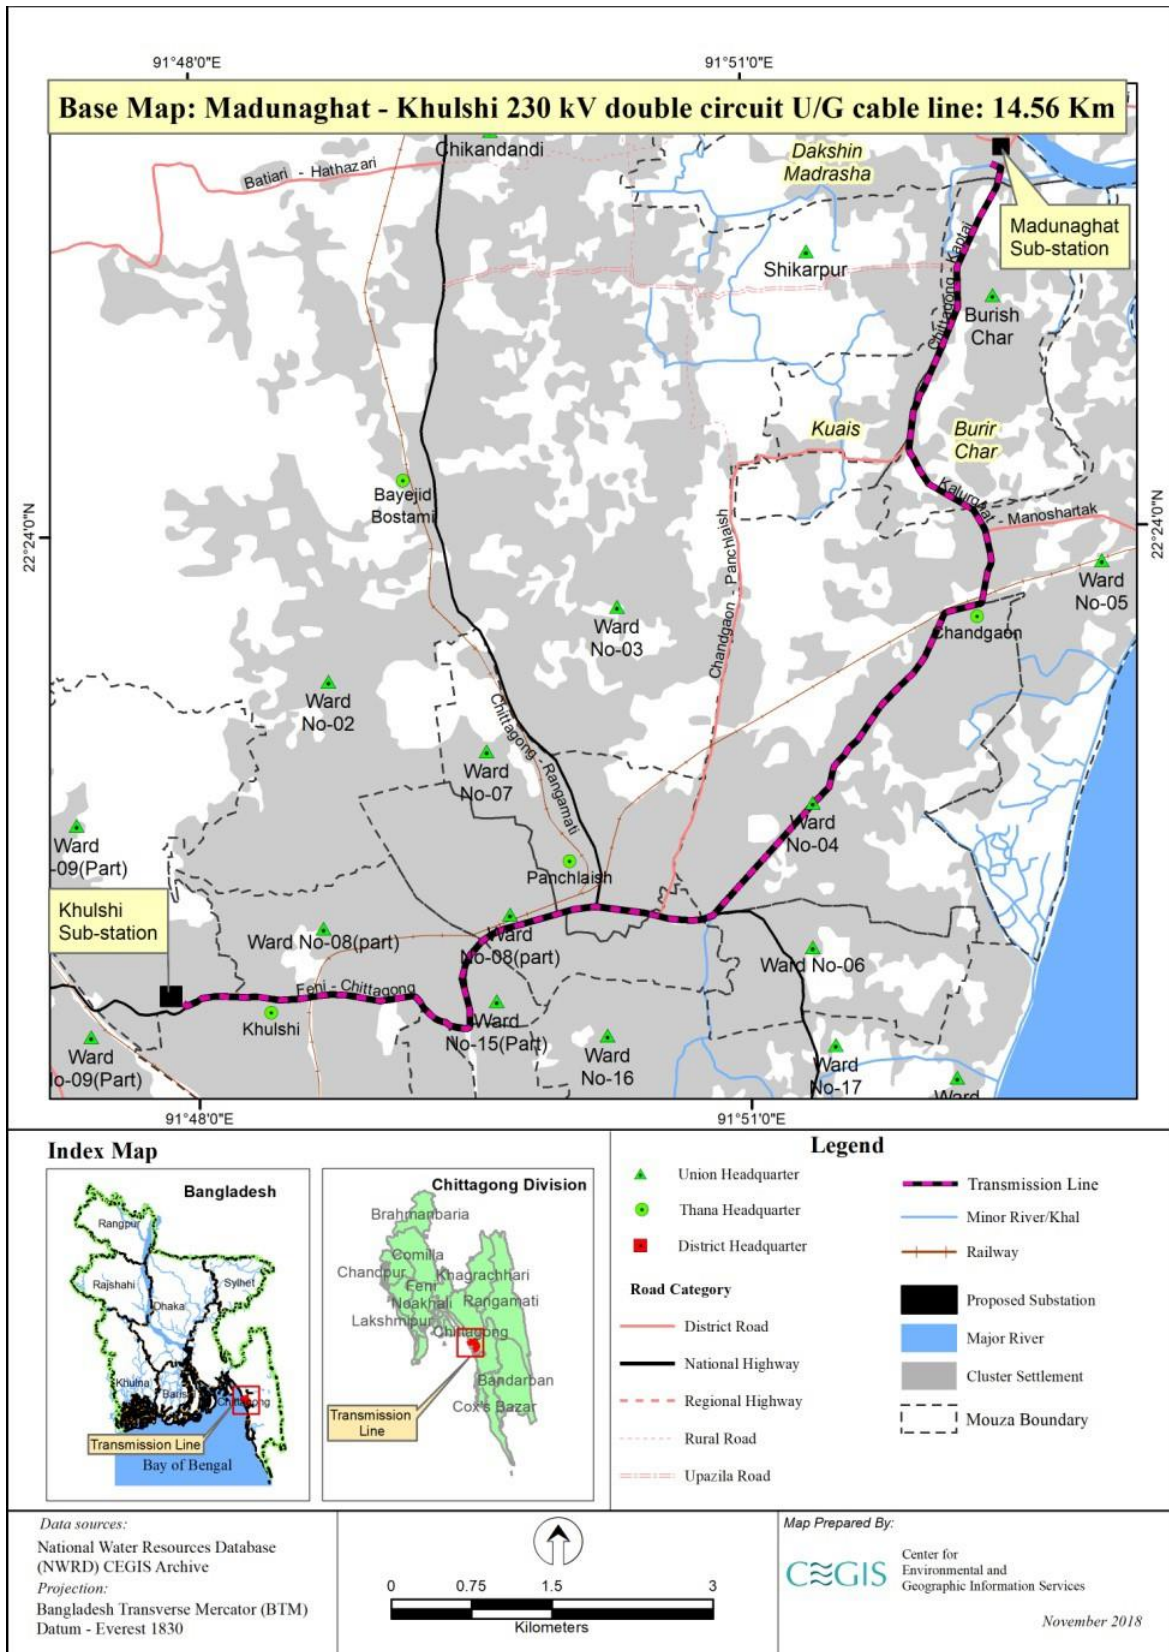 91°48'0"E
91°51'0"E
Base Map: Madunaghat - Khulshi 230 kV double circuit U/G cable line: 14.56 Km
Chikandandi
Batiari - Hathazari
Dakshin
Madrasha
Madunaghat
Sub-station
Shikarpur
Chittagong - Kaptai
Burish
Char
Kuais
Burir
Char
Bayejid
Bostami
Kalurghat
- Manoshartak
22°24'0"N
22°24'0"N
Ward
No-05
Chandgaon - Panchlaish
Chandgaon
Ward
No-03
Ward
No-02
Chittagong - Rangamati
Ward
No-07
Ward
No-04
Ward
-09(Part)
Panchlaish
Khulshi
Sub-station
Ward No-08(part)
Ward
No-08(part)
Ward No-06
Feni - Chittagong
Khulshi
Ward
No-15(Part)
Ward
No-16
Ward
No-17
Ward
Ward
lo-09(Part)
91°48'0"E
91°51'0"E
Index Map
Bangladesh
Rangpur
Rajshahi
Sylhet
Dhaka
Khulna
Barisal
Chittagong
Transmission Line
Bay of Bengal
Chittagong Division
Brahmanbaria
Comilla
Chandpur
Khagrachhari
Feni
Noakhali
Rangamati
Lakshmipur
Chittagong
Bandarban
Cox's Bazar
Transmission
Line
Legend
Union Headquarter
Thana Headquarter
District Headquarter
Road Category
District Road
National Highway
Regional Highway
Rural Road
Upazila Road
Transmission Line
Minor River/Khal
Railway
Proposed Substation
Major River
Cluster Settlement
Mouza Boundary
Data sources:
National Water Resources Database
(NWRD) CEGIS Archive
Projection:
Bangladesh Transverse Mercator (BTM)
Datum - Everest 1830
0 0.75 1.5 3
Kilometers
Map Prepared By:
CEGIS
Center for
Environmental and
Geographic Information Services
November 2018